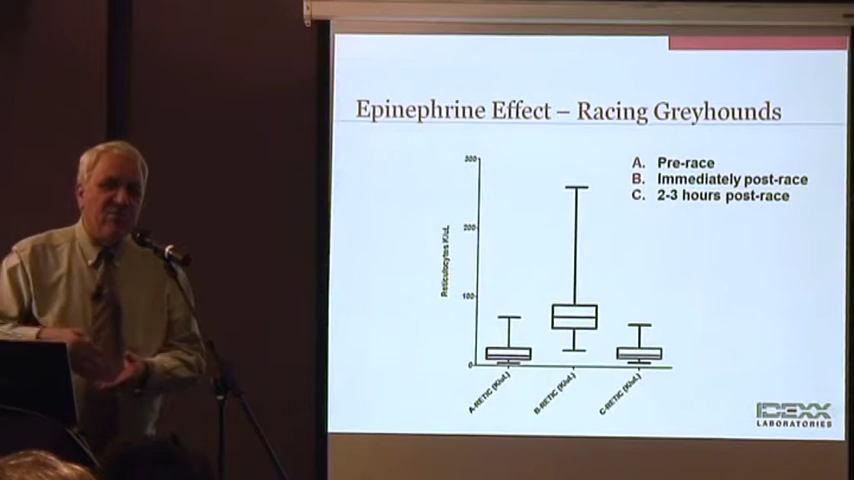 Epinephrine Effect – Racing Greyhounds
A. Pre-race
B. Immediately post-race
C. 2-3 hours post-race
300
200
100
0
Reticulocytes K/uL
A-RETIC (K/uL)
B-RETIC (K/uL)
C-RETIC (K/uL)
IDEXX
LABORATORIES